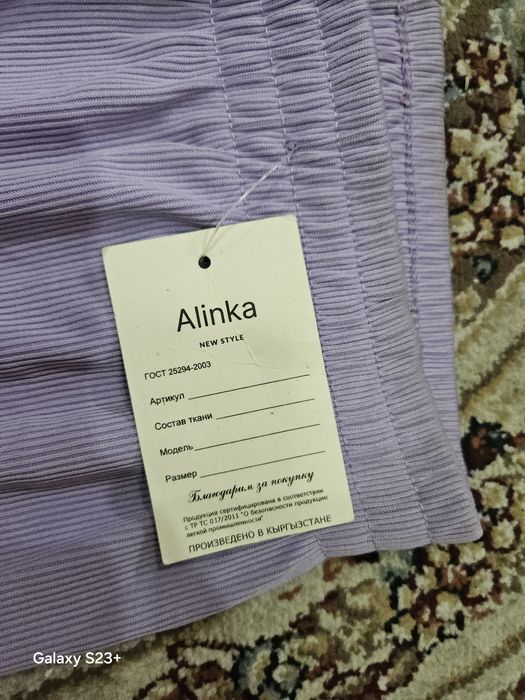 Alinka
NEW STYLE
ГОСТ 25294-2003
Артикул
Состав ткани
Модель
Размер
Благодарим за покупку
Продукция сертифицирована в соответствии
с ТР ТС 017/2011 "О безопасности продукции
легкой промышленности"
ПРОИЗВЕДЕНО В КЫРГЫЗСТАНЕ
Galaxy S23+